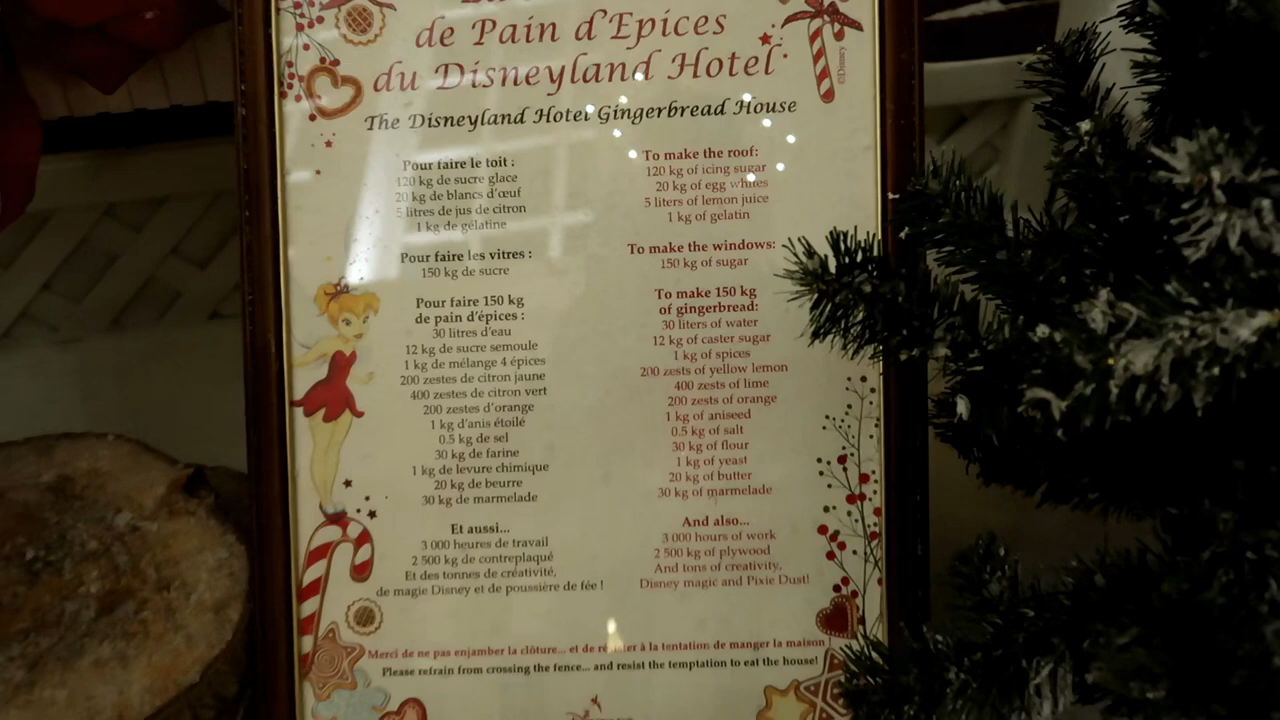 de Pain d'Epices
du Disneyland Hotel
The Disneyland Hotel Gingerbread House
©Disney
Pour faire le toit :
120 kg de sucre glace
20 kg de blancs d'œuf
5 litres de jus de citron
1 kg de gélatine
Pour faire les vitres :
150 kg de sucre
Pour faire 150 kg
de pain d'épices :
30 litres d'eau
12 kg de sucre semoule
1 kg de mélange 4 épices
200 zestes de citron jaune
400 zestes de citron vert
200 zestes d'orange
1 kg d'anis étoilé
0.5 kg de sel
30 kg de farine
1 kg de levure chimique
20 kg de beurre
30 kg de marmelade
Et aussi...
3 000 heures de travail
2 500 kg de contreplaqué
Et des tonnes de créativité,
de magie Disney et de poussière de fée !
To make the roof:
120 kg of icing sugar
20 kg of egg whites
5 liters of lemon juice
1 kg of gelatin
To make the windows:
150 kg of sugar
To make 150 kg
of gingerbread:
30 liters of water
12 kg of caster sugar
1 kg of spices
200 zests of yellow lemon
400 zests of lime
200 zests of orange
1 kg of aniseed
0.5 kg of salt
30 kg of flour
1 kg of yeast
20 kg of butter
30 kg of marmelade
And also...
3 000 hours of work
2 500 kg of plywood
And tons of creativity,
Disney magic and Pixie Dust!
Merci de ne pas enjamber la clôture... et de résister à la tentation de manger la maison !
Please refrain from crossing the fence... and resist the temptation to eat the house!